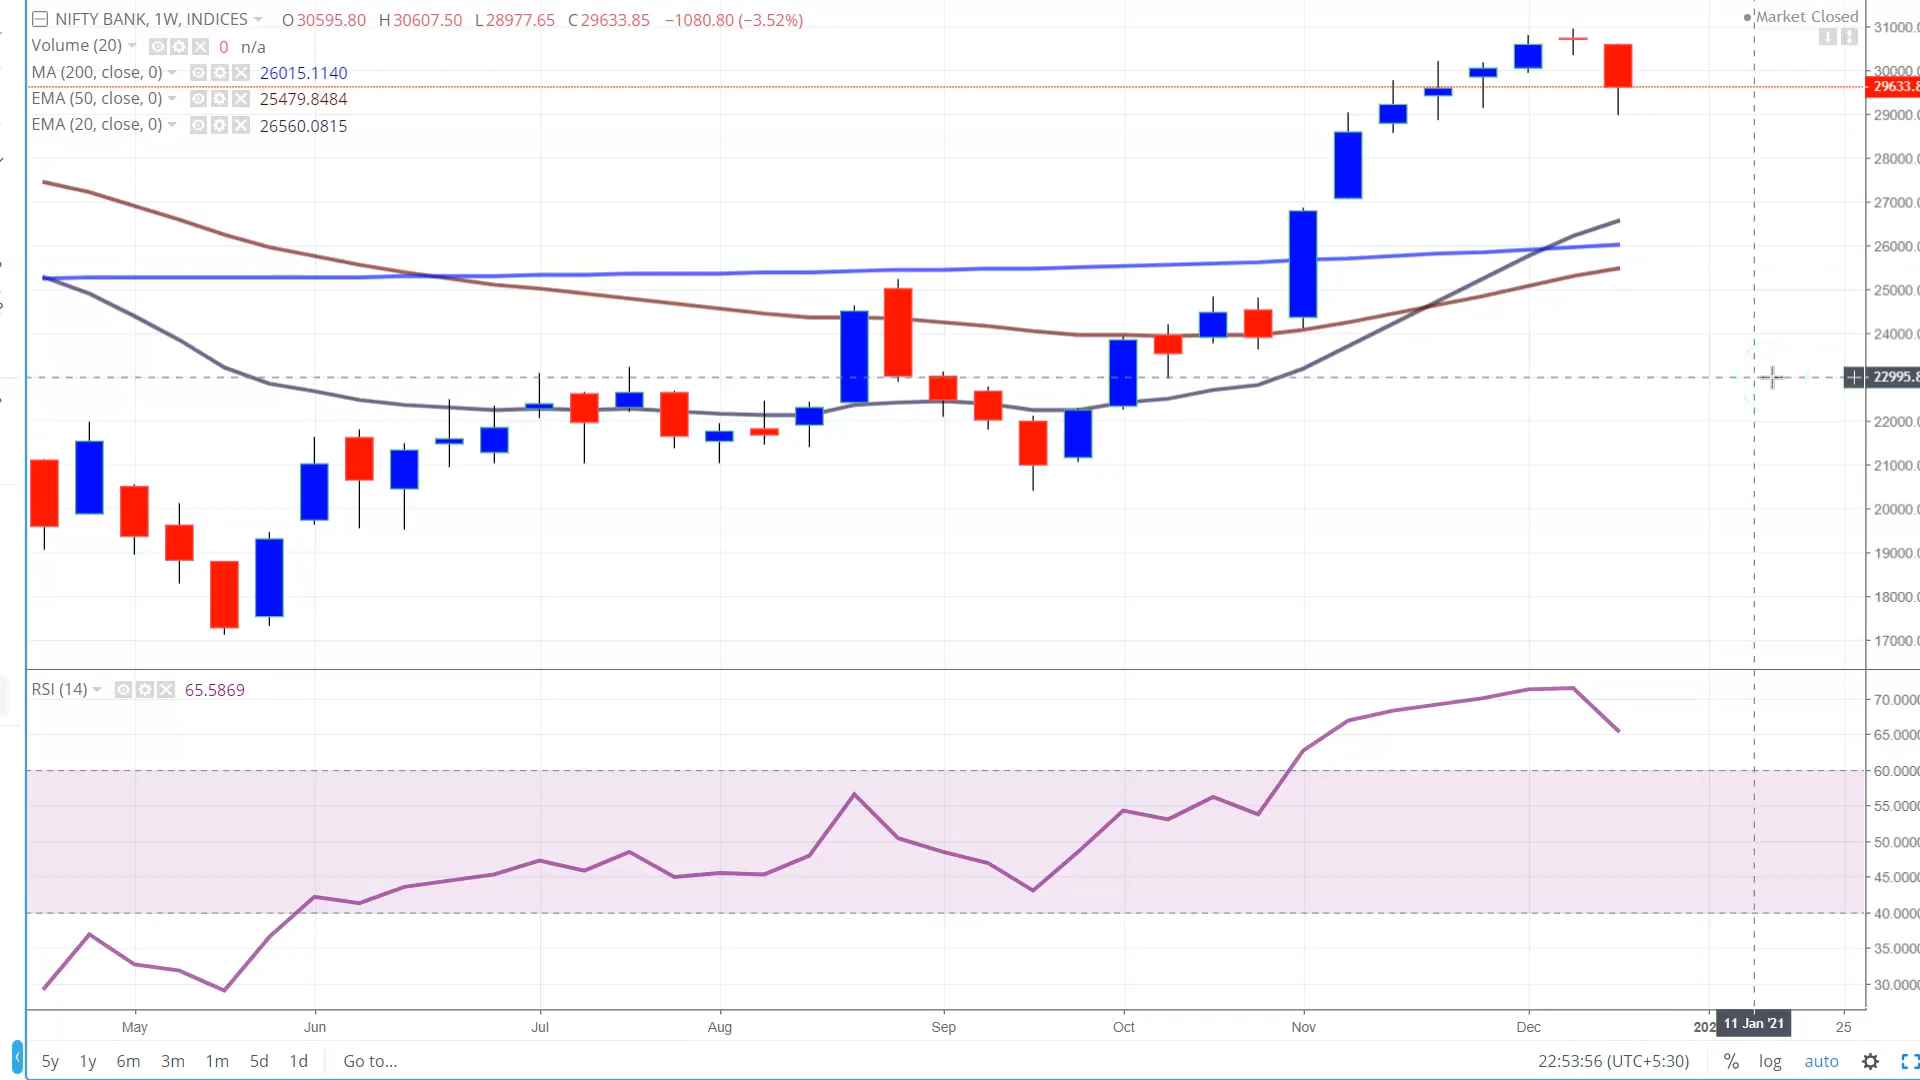 NIFTY BANK, 1W, INDICES O30595.80 H30607.50 L28977.65 C29633.85 −1080.80 (−3.52%)
Market Closed
Volume (20) 0 n/a
MA (200, close, 0) 26015.1140
EMA (50, close, 0) 25479.8484
EMA (20, close, 0) 26560.0815
31000.0
30000.0
29633.8
29000.0
28000.0
27000.0
26000.0
25000.0
24000.0
22995.8
22000.0
21000.0
20000.0
19000.0
18000.0
17000.0
RSI (14) 65.5869
70.0000
65.0000
60.0000
55.0000
50.0000
45.0000
40.0000
35.0000
30.0000
May Jun Jul Aug Sep Oct Nov Dec 202 11 Jan '21 25
5y 1y 6m 3m 1m 5d 1d Go to... 22:53:56 (UTC+5:30) % log auto